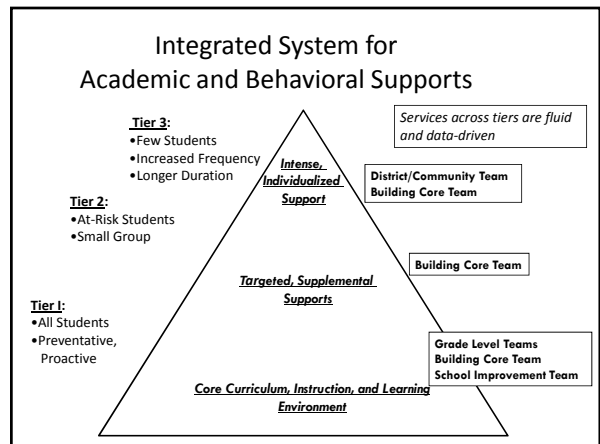 Integrated System for
Academic and Behavioral Supports
Tier 3:
•Few Students
•Increased Frequency
•Longer Duration
Services across tiers are fluid
and data-driven
Intense,
Individualized
Support
District/Community Team
Building Core Team
Tier 2:
•At-Risk Students
•Small Group
Building Core Team
Targeted, Supplemental
Supports
Tier I:
•All Students
•Preventative,
Proactive
Grade Level Teams
Building Core Team
School Improvement Team
Core Curriculum, Instruction, and Learning
Environment